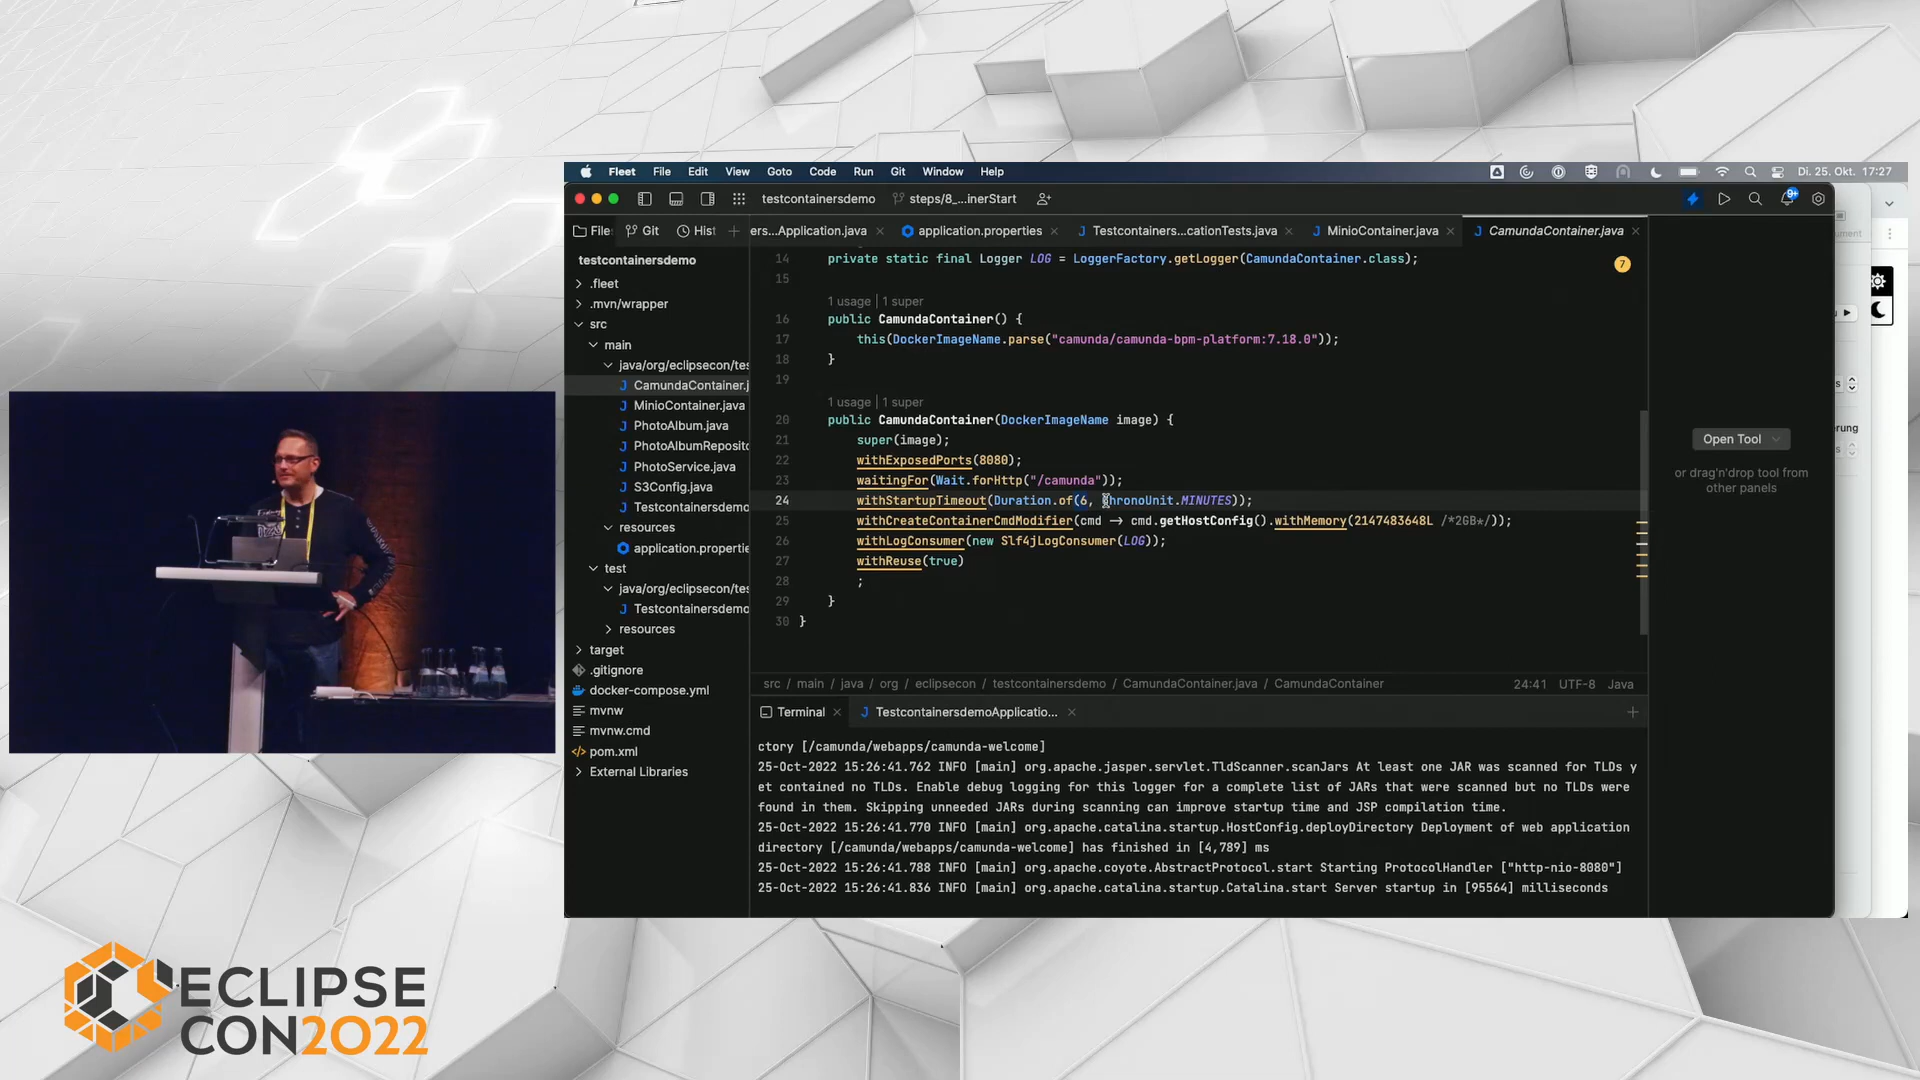 Fleet File Edit View Goto Code Run Git Window Help
Di. 25. Okt. 17:27
testcontainersdemo steps/8_...inerStart
9+
Files Git Hist
ers...Application.java application.properties Testcontainers...cationTests.java MinioContainer.java CamundaContainer.java
testcontainersdemo
.fleet
.mvn/wrapper
src
main
java/org/eclipsecon/tes
CamundaContainer.j
MinioContainer.java
PhotoAlbum.java
PhotoAlbumReposito
PhotoService.java
S3Config.java
Testcontainersdemo
resources
application.propertie
test
java/org/eclipsecon/tes
Testcontainersdemo
resources
target
.gitignore
docker-compose.yml
mvnw
mvnw.cmd
pom.xml
External Libraries
14 private static final Logger LOG = LoggerFactory.getLogger(CamundaContainer.class);
7
15
1 usage | 1 super
16 public CamundaContainer() {
17 this(DockerImageName.parse("camunda/camunda-bpm-platform:7.18.0"));
18 }
19
1 usage | 1 super
20 public CamundaContainer(DockerImageName image) {
21 super(image);
22 withExposedPorts(8080);
23 waitingFor(Wait.forHttp("/camunda"));
24 withStartupTimeout(Duration.of(6, ChronoUnit.MINUTES));
25 withCreateContainerCmdModifier(cmd → cmd.getHostConfig().withMemory(2147483648L /*2GB*/));
26 withLogConsumer(new Slf4jLogConsumer(LOG));
27 withReuse(true)
28 ;
29 }
30 }
src / main / java / org / eclipsecon / testcontainersdemo / CamundaContainer.java / CamundaContainer
24:41 UTF-8 Java
Open Tool
or drag'n'drop tool from
other panels
Terminal TestcontainersdemoApplicatio...
ctory [/camunda/webapps/camunda-welcome]
25-Oct-2022 15:26:41.762 INFO [main] org.apache.jasper.servlet.TldScanner.scanJars At least one JAR was scanned for TLDs y
et contained no TLDs. Enable debug logging for this logger for a complete list of JARs that were scanned but no TLDs were
found in them. Skipping unneeded JARs during scanning can improve startup time and JSP compilation time.
25-Oct-2022 15:26:41.770 INFO [main] org.apache.catalina.startup.HostConfig.deployDirectory Deployment of web application
directory [/camunda/webapps/camunda-welcome] has finished in [4,789] ms
25-Oct-2022 15:26:41.788 INFO [main] org.apache.coyote.AbstractProtocol.start Starting ProtocolHandler ["http-nio-8080"]
25-Oct-2022 15:26:41.836 INFO [main] org.apache.catalina.startup.Catalina.start Server startup in [95564] milliseconds
ument
erung
ECLIPSE
CON2022